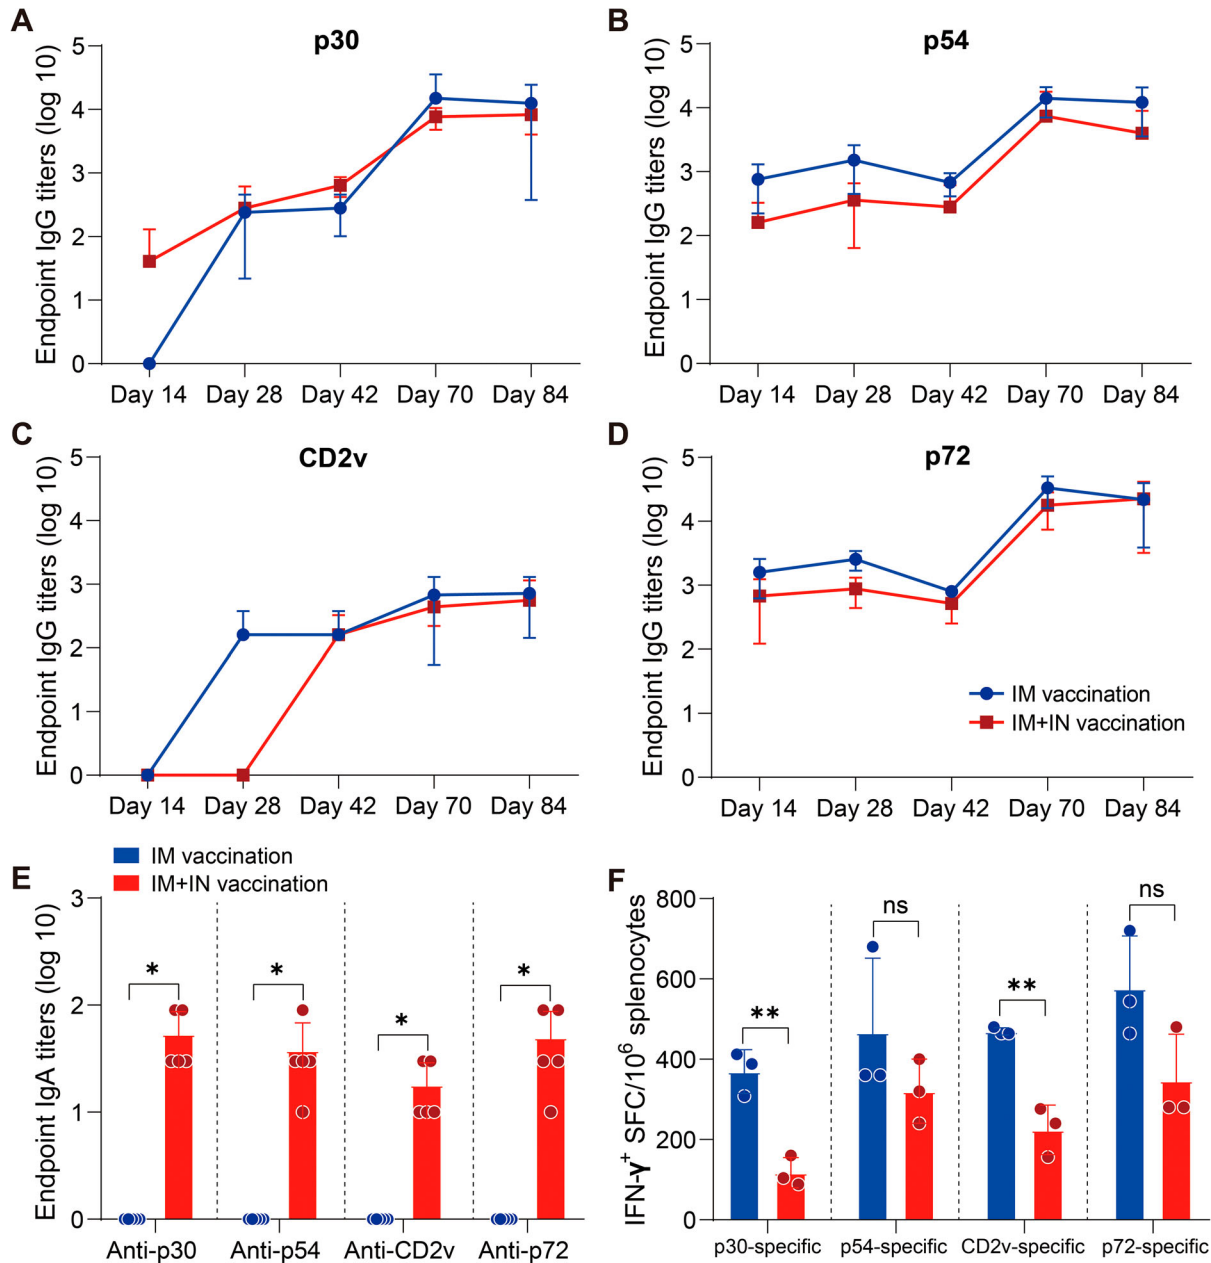 A
p30
Endpoint IgG titers (log 10)
5
4
3
2
1
0
Day 14 Day 28 Day 42 Day 70 Day 84
B
p54
Endpoint IgG titers (log 10)
5
4
3
2
1
0
Day 14 Day 28 Day 42 Day 70 Day 84
C
CD2v
Endpoint IgG titers (log 10)
5
4
3
2
1
0
Day 14 Day 28 Day 42 Day 70 Day 84
D
p72
Endpoint IgG titers (log 10)
5
4
3
2
1
0
IM vaccination
IM+IN vaccination
Day 14 Day 28 Day 42 Day 70 Day 84
E
IM vaccination
IM+IN vaccination
Endpoint IgA titers (log 10)
3
2
1
0
* * * *
Anti-p30 Anti-p54 Anti-CD2v Anti-p72
F
IFN-γ⁺ SFC/10⁶ splenocytes
800
600
400
200
0
** ns ** ns
p30-specific p54-specific CD2v-specific p72-specific